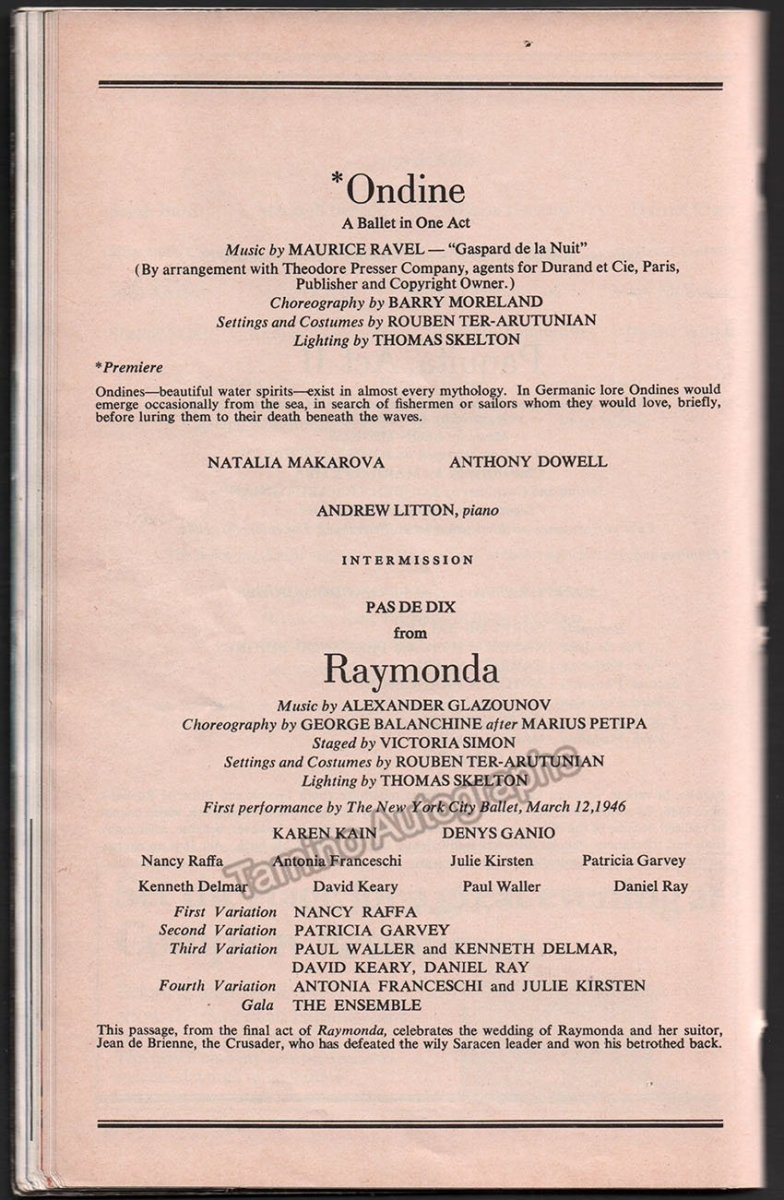 *Ondine
A Ballet in One Act
Music by MAURICE RAVEL — "Gaspard de la Nuit"
(By arrangement with Theodore Presser Company, agents for Durand et Cie, Paris,
Publisher and Copyright Owner.)
Choreography by BARRY MORELAND
Settings and Costumes by ROUBEN TER-ARUTUNIAN
Lighting by THOMAS SKELTON
*Premiere
Ondines—beautiful water spirits—exist in almost every mythology. In Germanic lore Ondines would
emerge occasionally from the sea, in search of fishermen or sailors whom they would love, briefly,
before luring them to their death beneath the waves.
NATALIA MAKAROVA ANTHONY DOWELL
ANDREW LITTON, piano
INTERMISSION
PAS DE DIX
from
Raymonda
Music by ALEXANDER GLAZOUNOV
Choreography by GEORGE BALANCHINE after MARIUS PETIPA
Staged by VICTORIA SIMON
Settings and Costumes by ROUBEN TER-ARUTUNIAN
Lighting by THOMAS SKELTON
First performance by The New York City Ballet, March 12,1946
KAREN KAIN DENYS GANIO
Nancy Raffa Antonia Franceschi Julie Kirsten Patricia Garvey
Kenneth Delmar David Keary Paul Waller Daniel Ray
Tamino Autographs
First Variation NANCY RAFFA
Second Variation PATRICIA GARVEY
Third Variation PAUL WALLER and KENNETH DELMAR,
DAVID KEARY, DANIEL RAY
Fourth Variation ANTONIA FRANCESCHI and JULIE KIRSTEN
Gala THE ENSEMBLE
This passage, from the final act of Raymonda, celebrates the wedding of Raymonda and her suitor,
Jean de Brienne, the Crusader, who has defeated the wily Saracen leader and won his betrothed back.